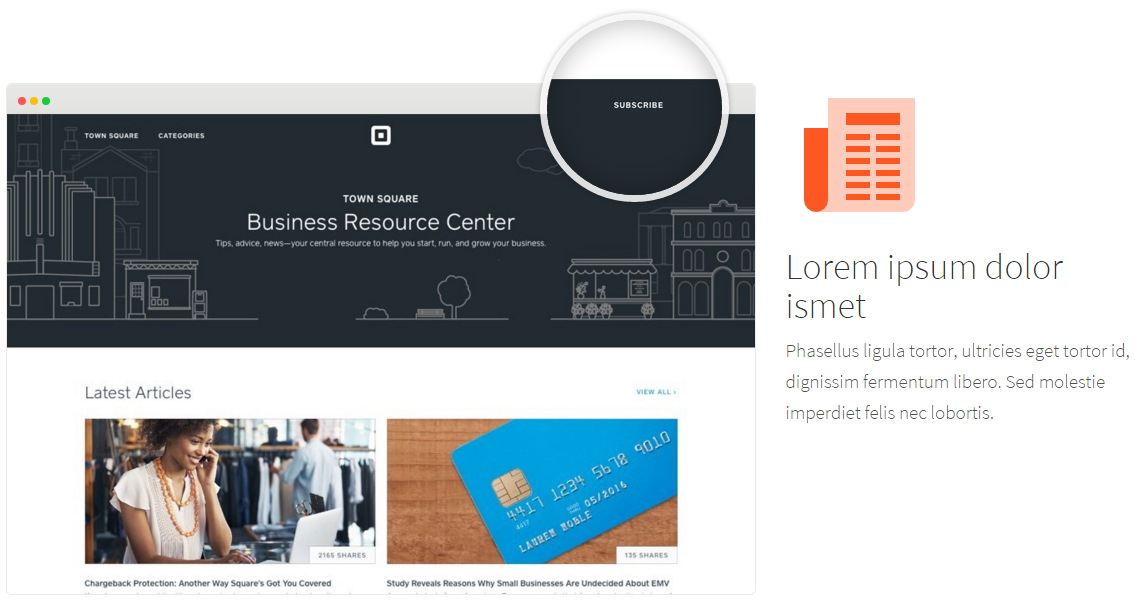 SUBSCRIBE
TOWN SQUARE CATEGORIES
TOWN SQUARE
Business Resource Center
Tips, advice, news—your central resource to help you start, run, and grow your business.
Latest Articles
VIEW ALL ›
4417 1234 5678 9010
4417
GOOD THRU 05/2016
LAUREN NOBLE
2165 SHARES
135 SHARES
Chargeback Protection: Another Way Square's Got You Covered
Study Reveals Reasons Why Small Businesses Are Undecided About EMV
Lorem ipsum dolor
ismet
Phasellus ligula tortor, ultricies eget tortor id,
dignissim fermentum libero. Sed molestie
imperdiet felis nec lobortis.